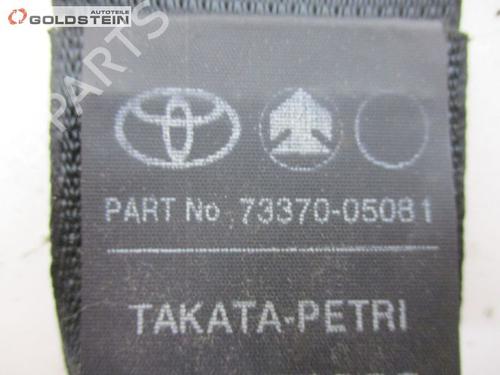 Autoteile
GOLDSTEIN
PARTS
PART No 73370-05081
TAKATA-PETRI